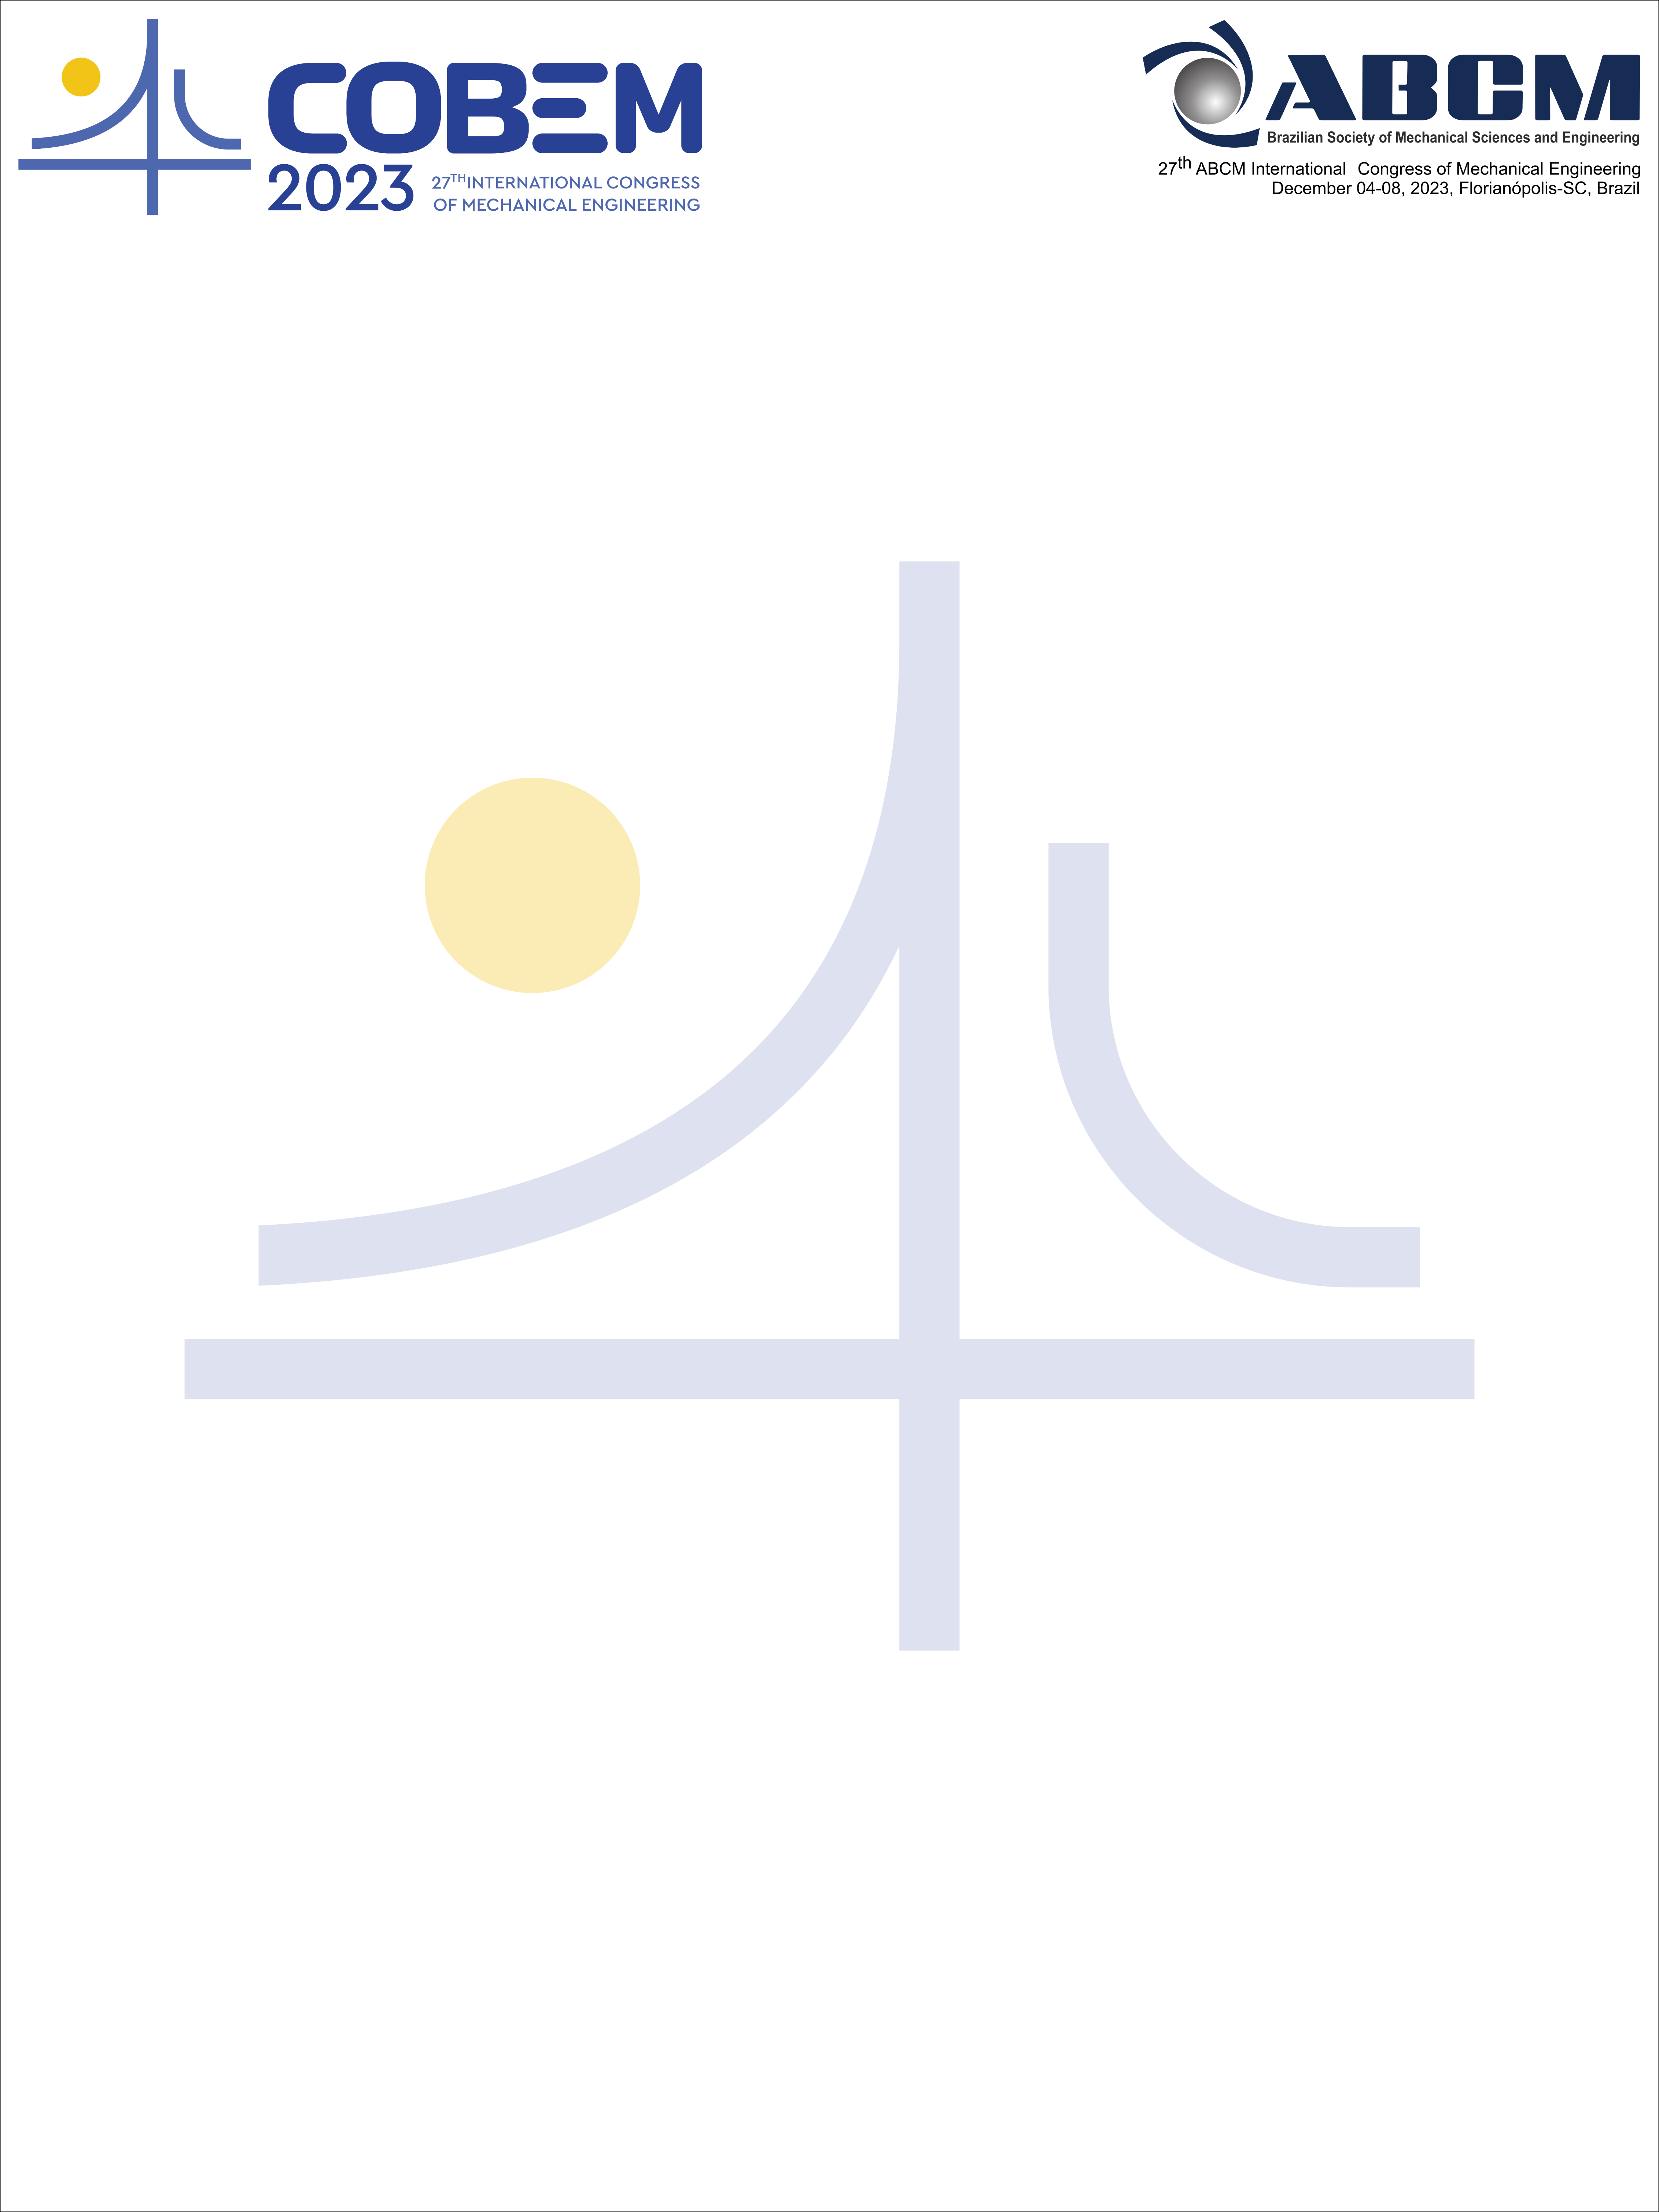 COBEM
2023
27TH INTERNATIONAL CONGRESS
OF MECHANICAL ENGINEERING
ABCM
Brazilian Society of Mechanical Sciences and Engineering
27th ABCM International Congress of Mechanical Engineering
December 04-08, 2023, Florianópolis-SC, Brazil